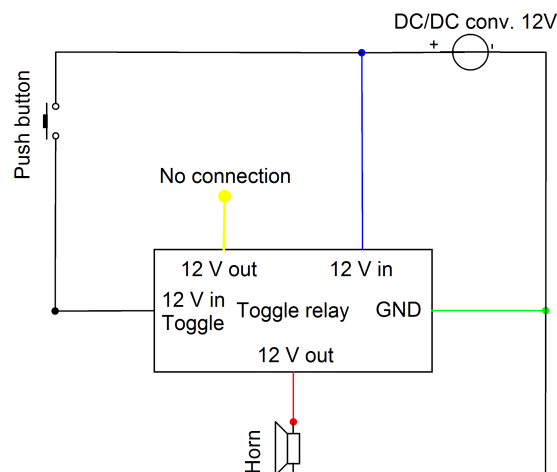 DC/DC conv. 12V
+ -
Push button
No connection
12 V out
12 V in
12 V in
Toggle
Toggle relay
GND
12 V out
Horn